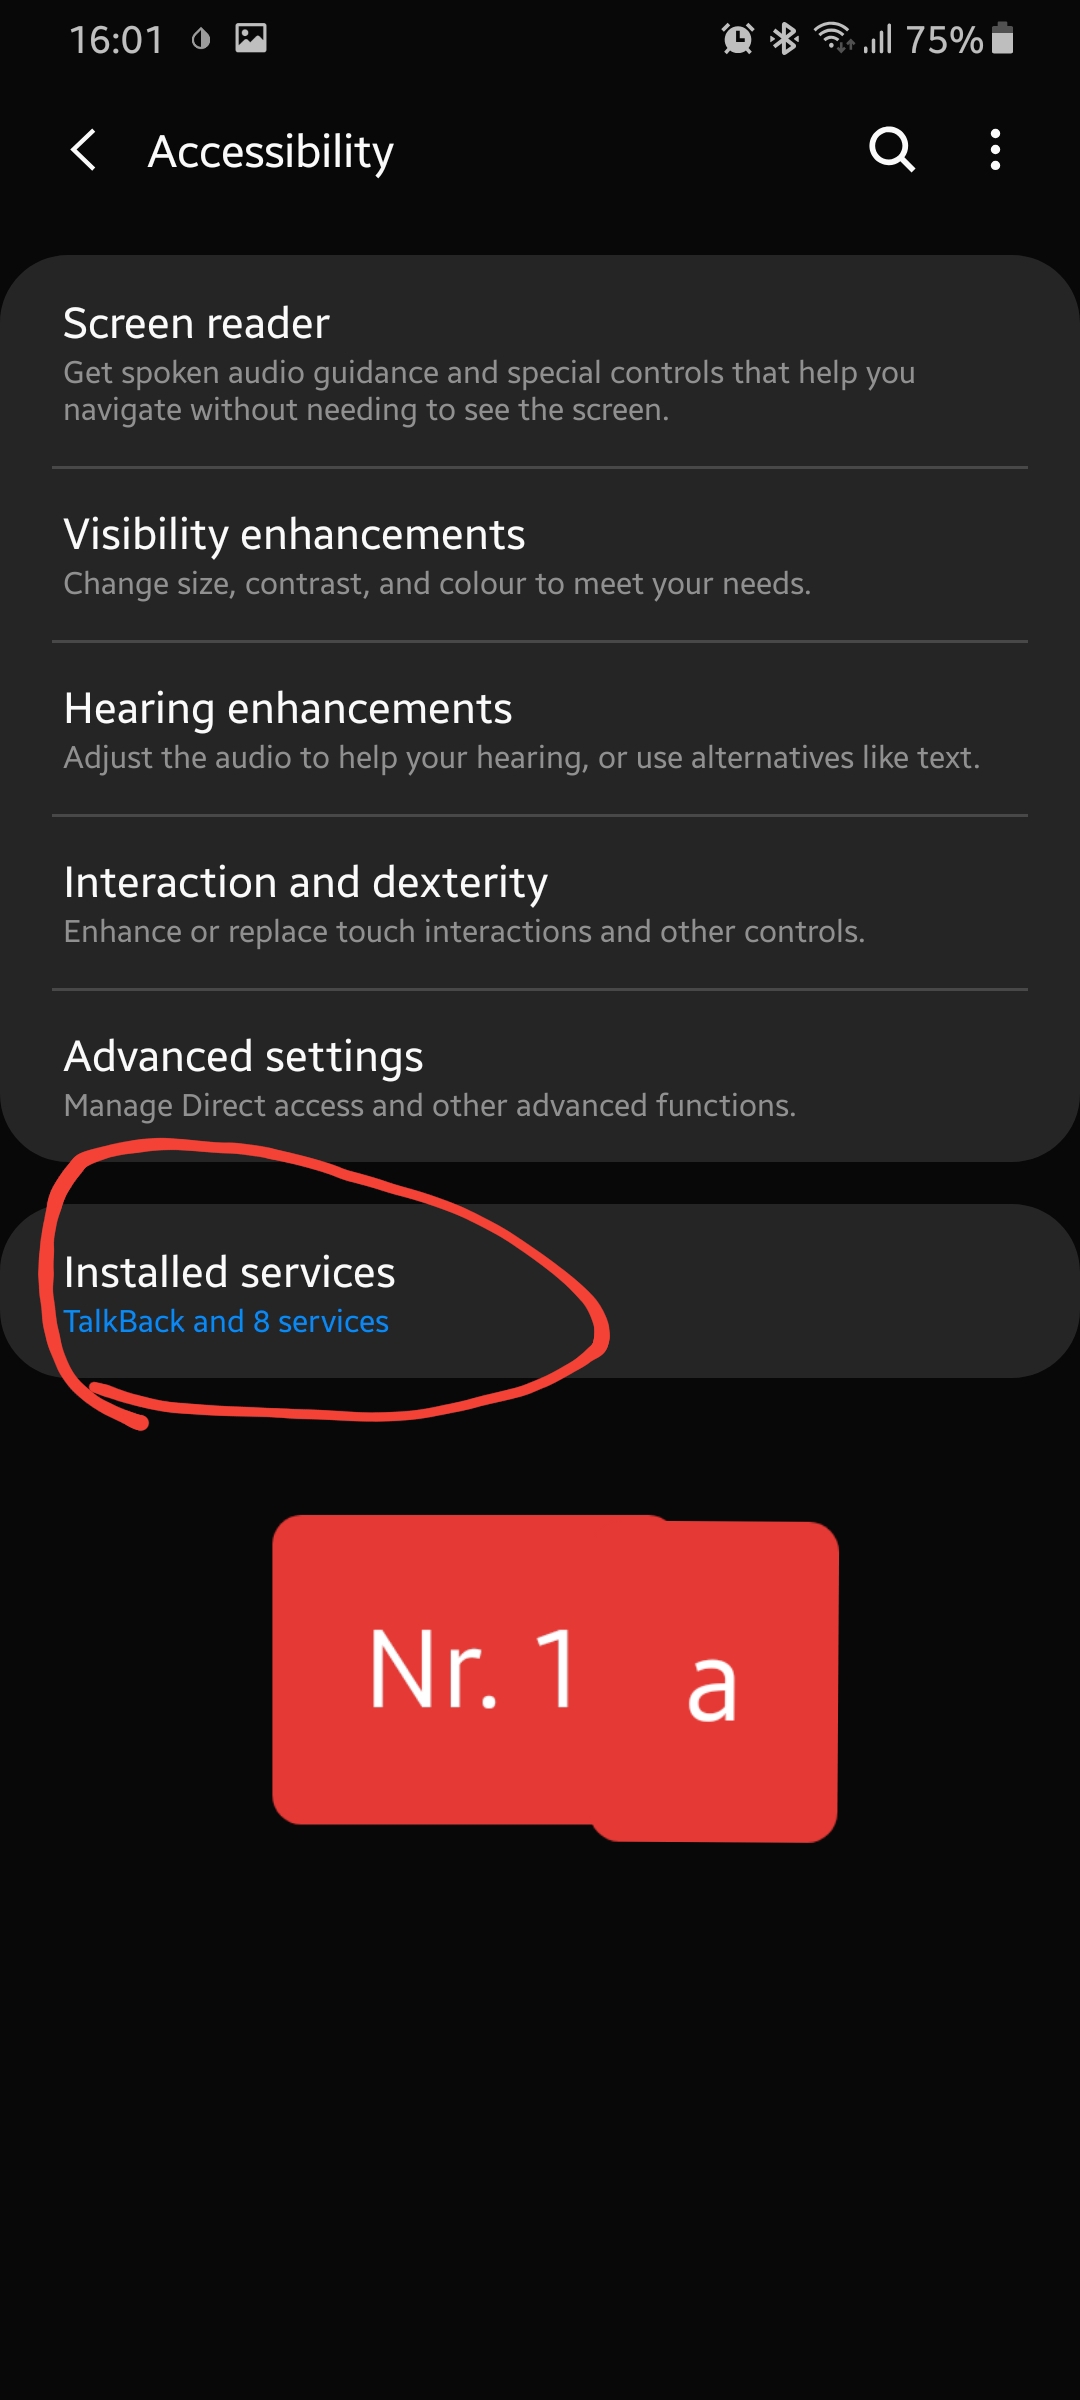 16:01 75%
Accessibility
Screen reader
Get spoken audio guidance and special controls that help you
navigate without needing to see the screen.
Visibility enhancements
Change size, contrast, and colour to meet your needs.
Hearing enhancements
Adjust the audio to help your hearing, or use alternatives like text.
Interaction and dexterity
Enhance or replace touch interactions and other controls.
Advanced settings
Manage Direct access and other advanced functions.
Installed services
TalkBack and 8 services
Nr. 1 a